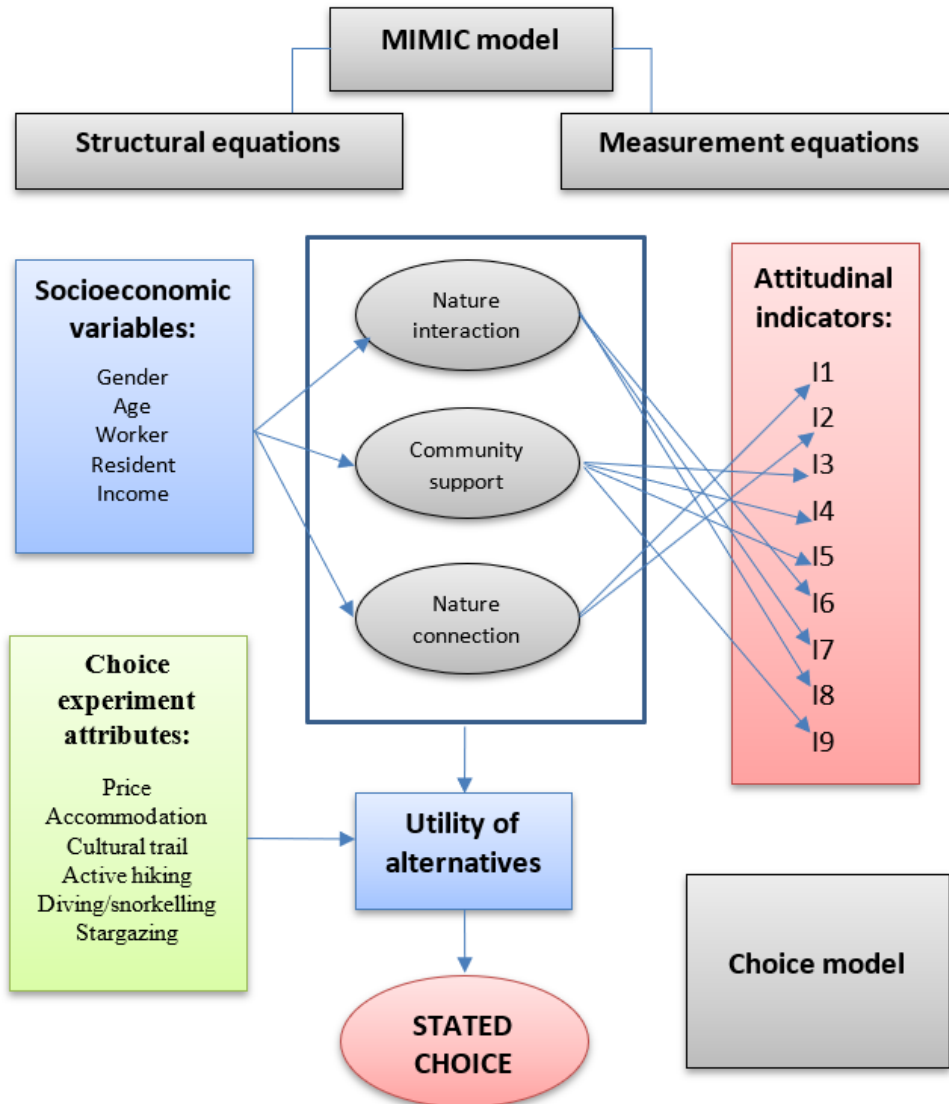 MIMIC model
Structural equations
Measurement equations
Socioeconomic
variables:
Gender
Age
Worker
Resident
Income
Nature
interaction
Community
support
Nature
connection
Attitudinal
indicators:
I1
I2
I3
I4
I5
I6
I7
I8
I9
Choice
experiment
attributes:
Price
Accommodation
Cultural trail
Active hiking
Diving/snorkelling
Stargazing
Utility of
alternatives
Choice model
STATED
CHOICE